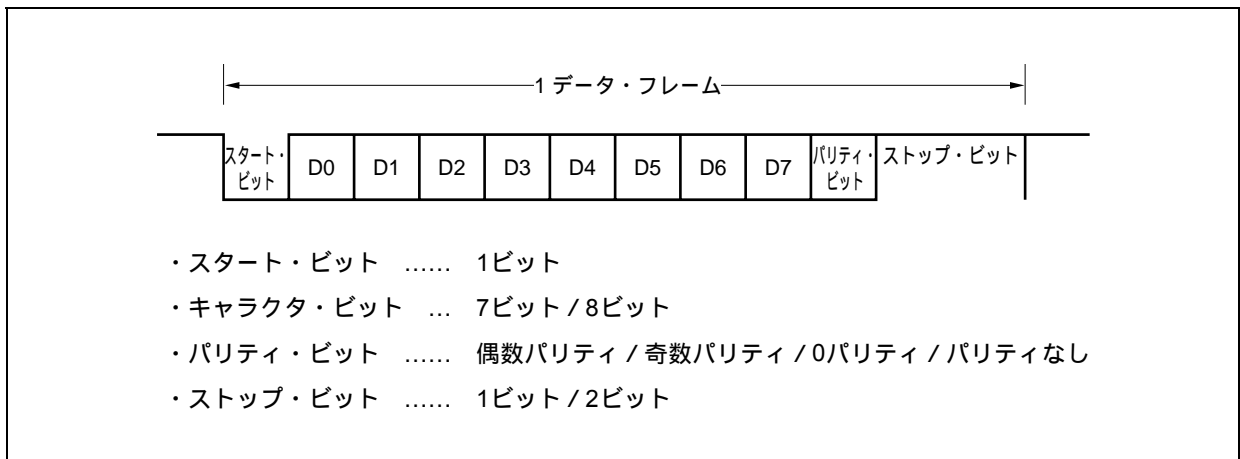 1 データ・フレーム
スタート・
ビット
D0 D1 D2 D3 D4 D5 D6 D7
パリティ・
ビット
ストップ・ビット
・スタート・ビット …… 1ビット
・キャラクタ・ビット … 7ビット / 8ビット
・パリティ・ビット …… 偶数パリティ / 奇数パリティ / 0パリティ / パリティなし
・ストップ・ビット …… 1ビット / 2ビット